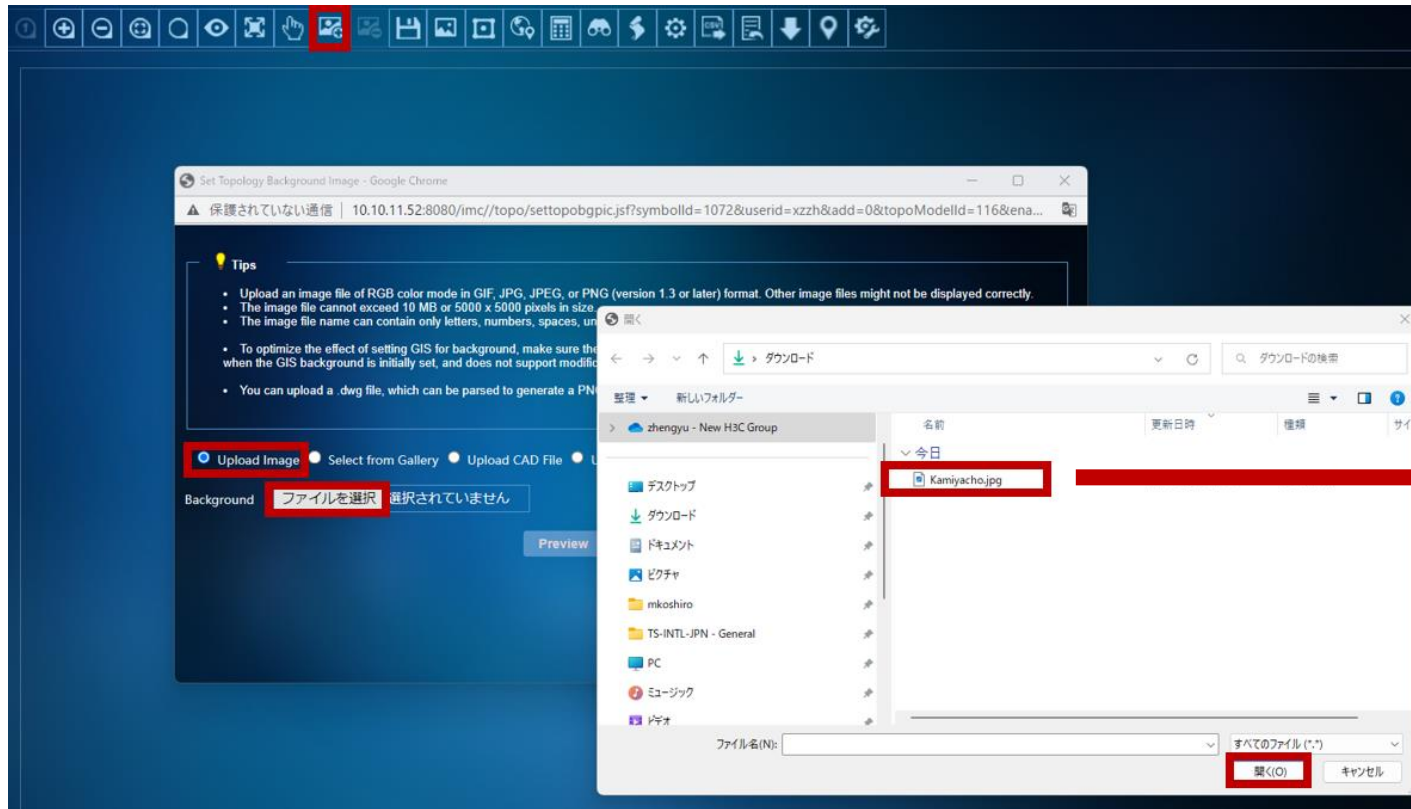 Set Topology Background Image - Google Chrome
保護されていない通信 | 10.10.11.52:8080/imc//topo/settopobgpic.jsf?symbolId=1072&userid=xzzh&add=0&topoModelId=116&ena...
Tips
• Upload an image file of RGB color mode in GIF, JPG, JPEG, or PNG (version 1.3 or later) format. Other image files might not be displayed correctly.
• The image file cannot exceed 10 MB or 5000 x 5000 pixels in size.
• The image file name can contain only letters, numbers, spaces, un
• To optimize the effect of setting GIS for background, make sure the
when the GIS background is initially set, and does not support modific
• You can upload a .dwg file, which can be parsed to generate a PN
Upload Image Select from Gallery Upload CAD File U
Background ファイルを選択 選択されていません
Preview
開く
ダウンロード
ダウンロードの検索
整理 新しいフォルダー
zhengyu - New H3C Group
名前 更新日時 種類 サイ
今日
Kamiyacho.jpg
デスクトップ
ダウンロード
ドキュメント
ピクチャ
mkoshiro
TS-INTL-JPN - General
PC
ミュージック
ビデオ
ファイル名(N): すべてのファイル (*.*)
開く(O) キャンセル
CSV